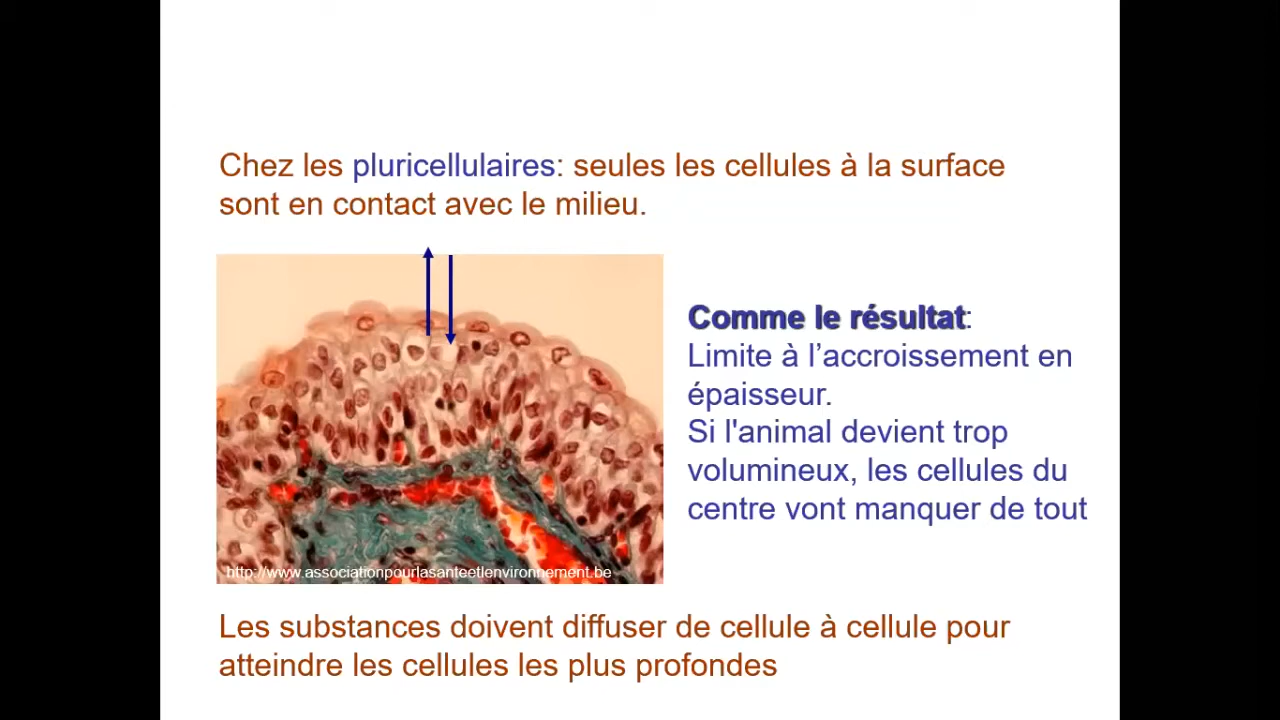 Chez les pluricellulaires: seules les cellules à la surface
sont en contact avec le milieu.
Comme le résultat:
Limite à l’accroissement en
épaisseur.
Si l'animal devient trop
volumineux, les cellules du
centre vont manquer de tout
http://www.associationpourlasanteetlenvironnement.be
Les substances doivent diffuser de cellule à cellule pour
atteindre les cellules les plus profondes